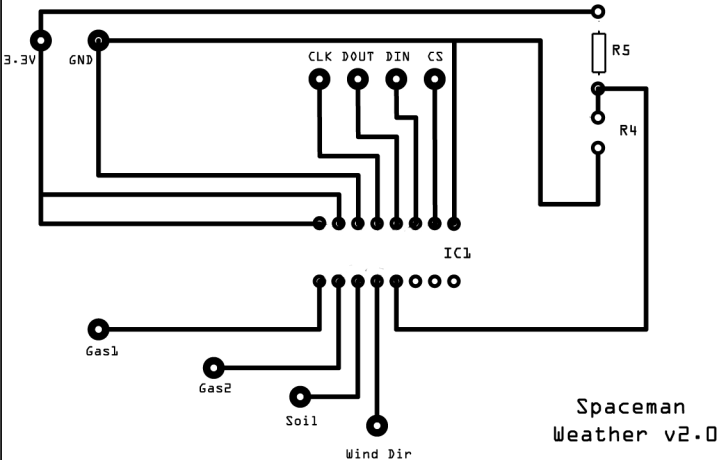 R5
3.3V
GND
CLK DOUT DIN CS
R4
IC1
Gas1
Gas2
Soil
Wind Dir
Spaceman
Weather v2.0